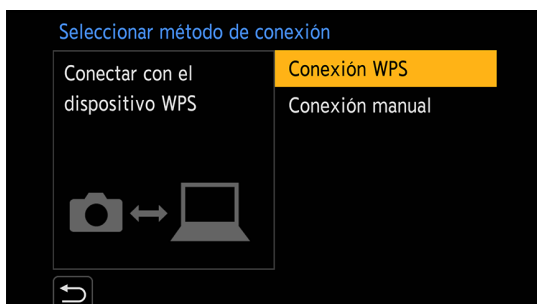 Seleccionar método de conexión
Conectar con el
dispositivo WPS
Conexión WPS
Conexión manual